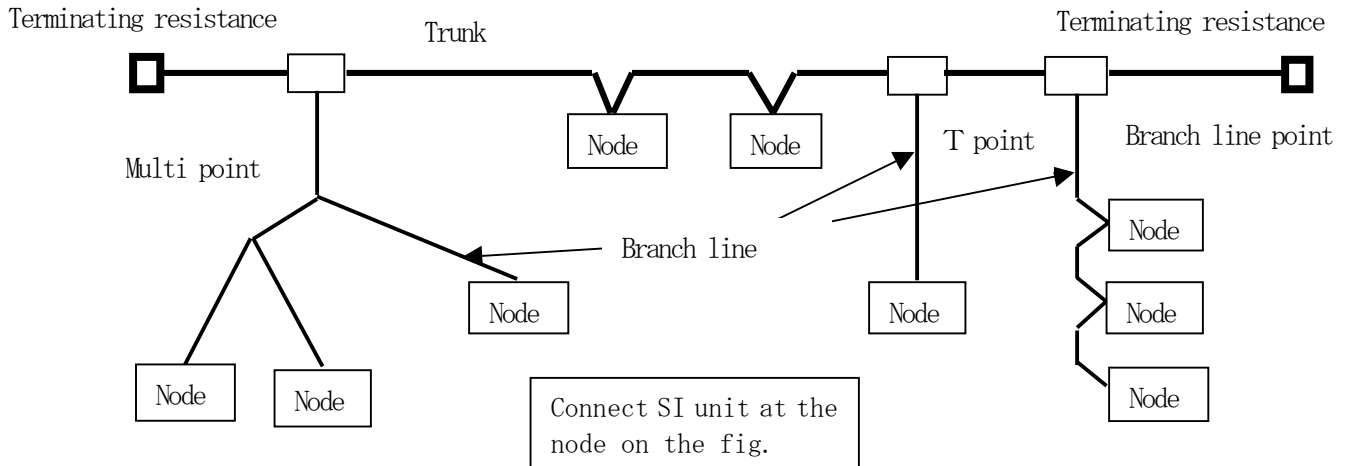 Terminating resistance
Trunk
Terminating resistance
Node
Node
T point
Branch line point
Multi point
Node
Branch line
Node
Node
Node
Node
Node
Node
Connect SI unit at the
node on the fig.